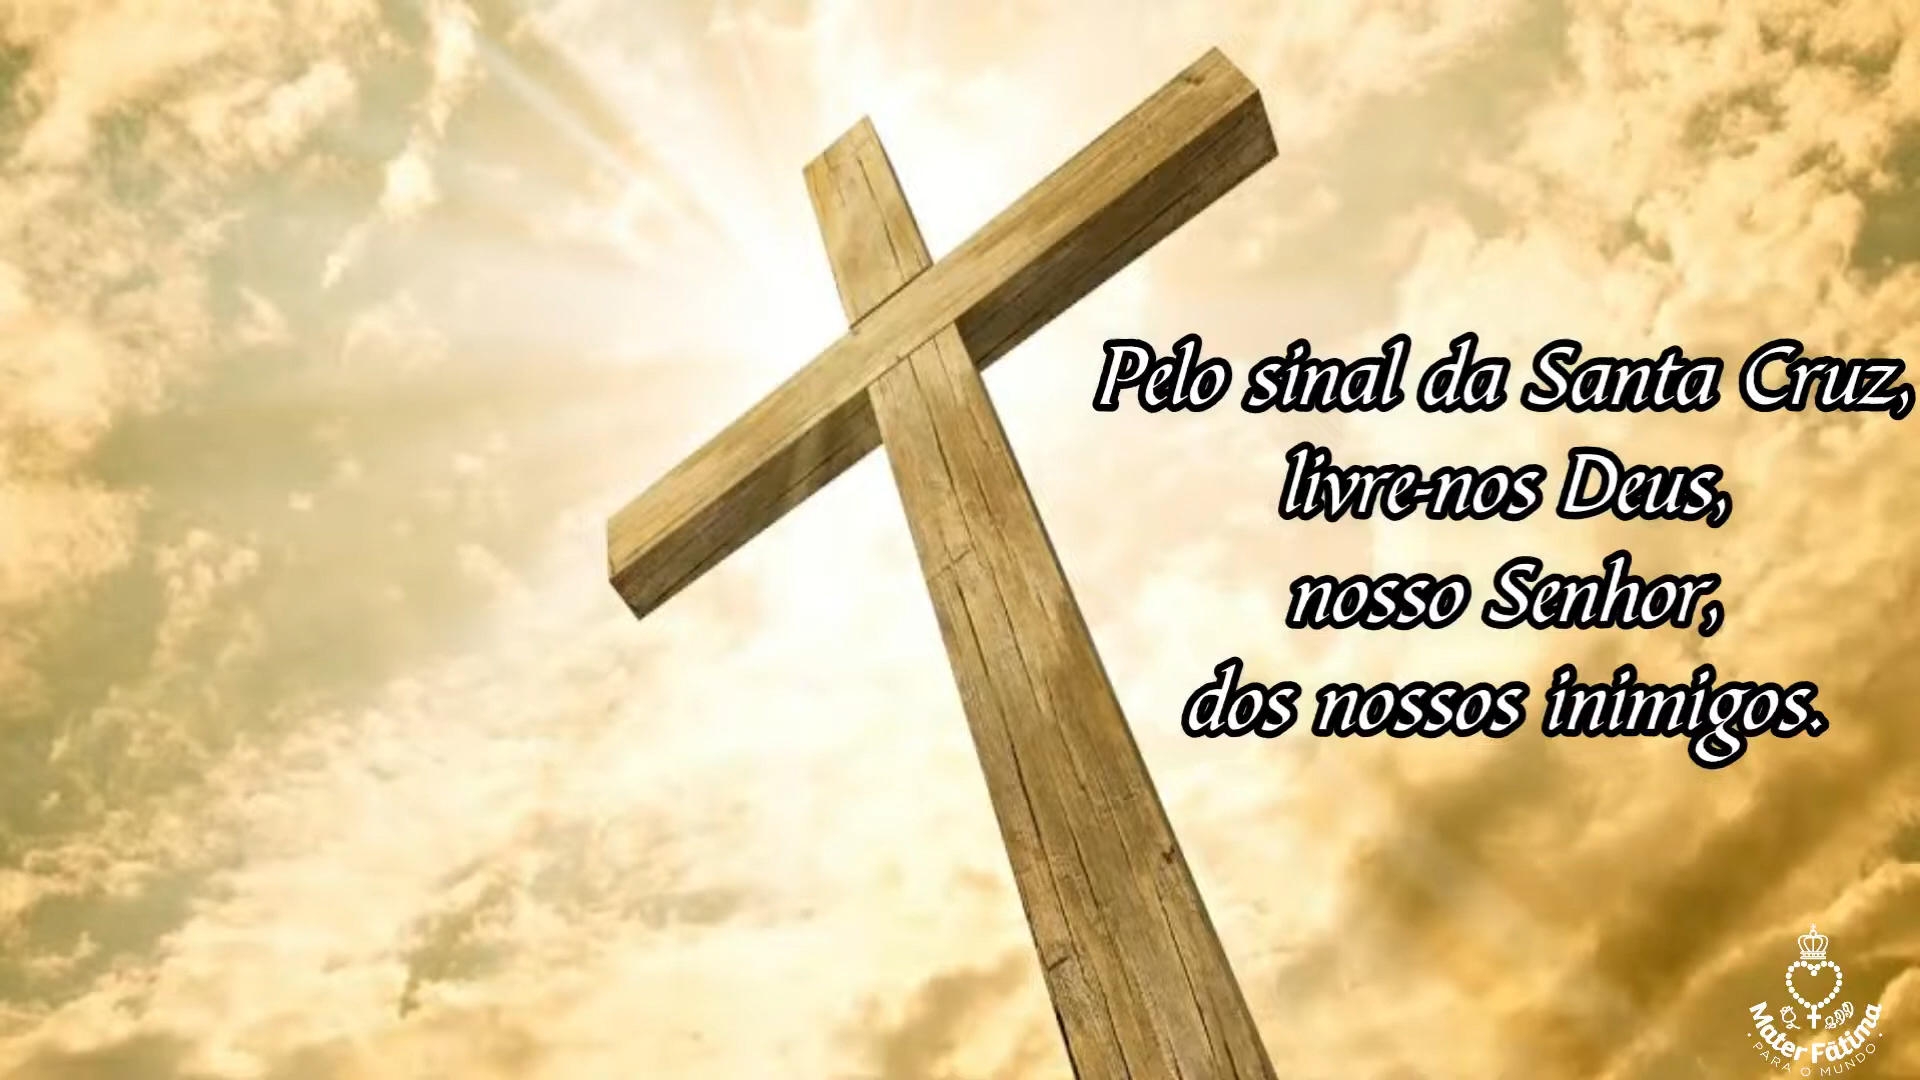 Pelo sinal da Santa Cruz,
livre-nos Deus,
nosso Senhor,
dos nossos inimigos.
Mater Fátima
PARA O MUNDO